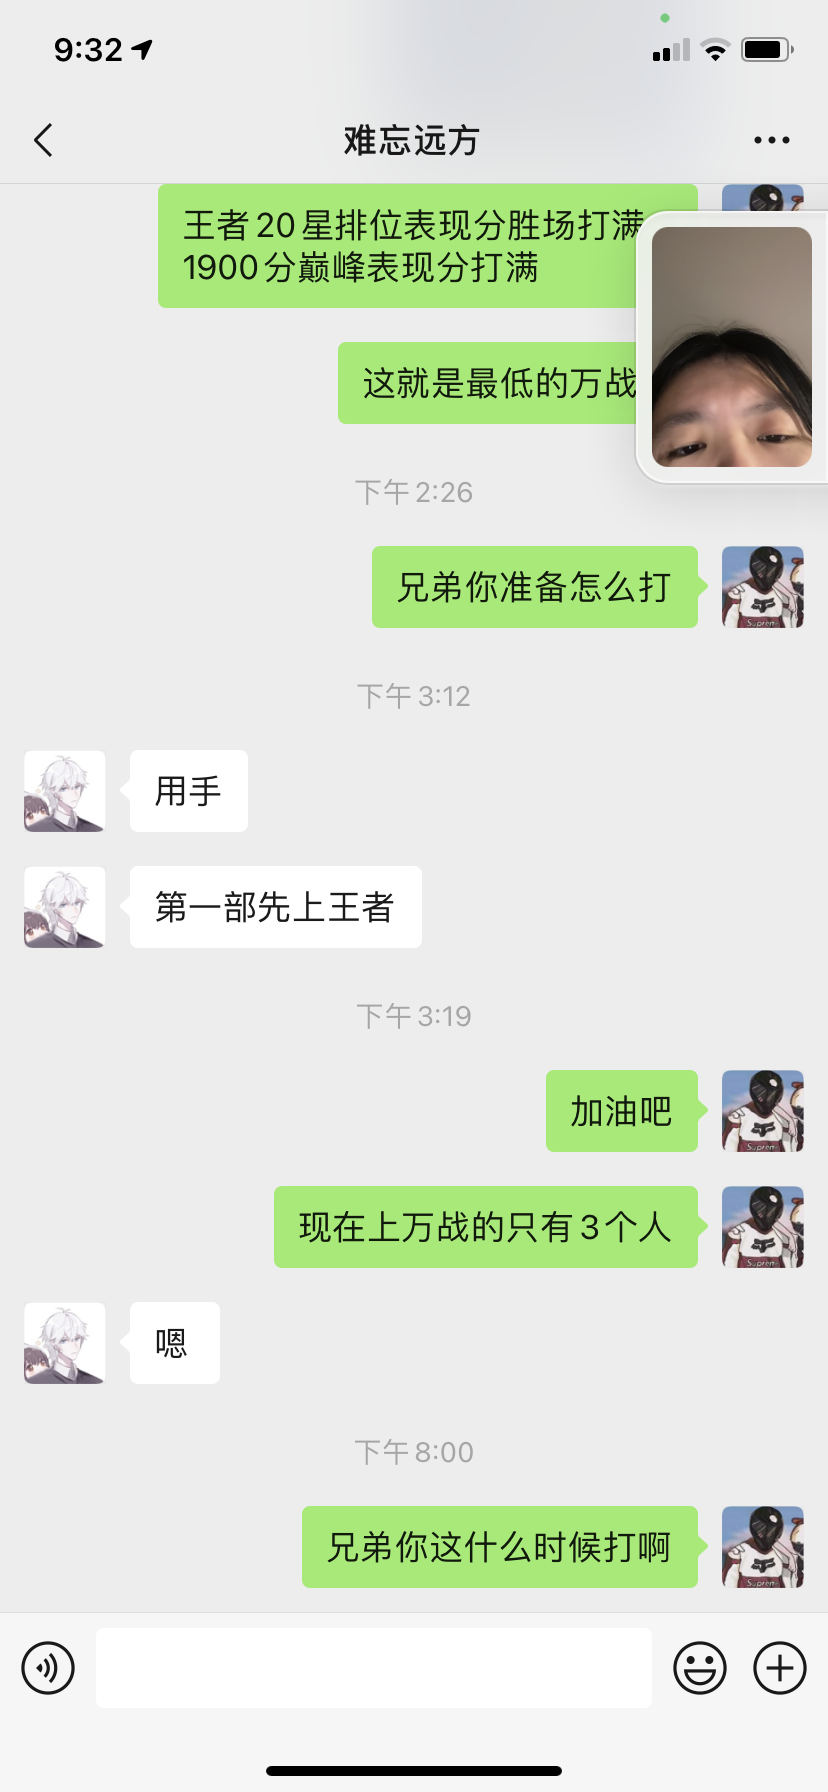 9:32
难忘远方
王者20星排位表现分胜场打满
1900分巅峰表现分打满
这就是最低的万战
下午2:26
兄弟你准备怎么打
下午3:12
用手
第一部先上王者
下午3:19
加油吧
现在上万战的只有3个人
嗯
下午8:00
兄弟你这什么时候打啊